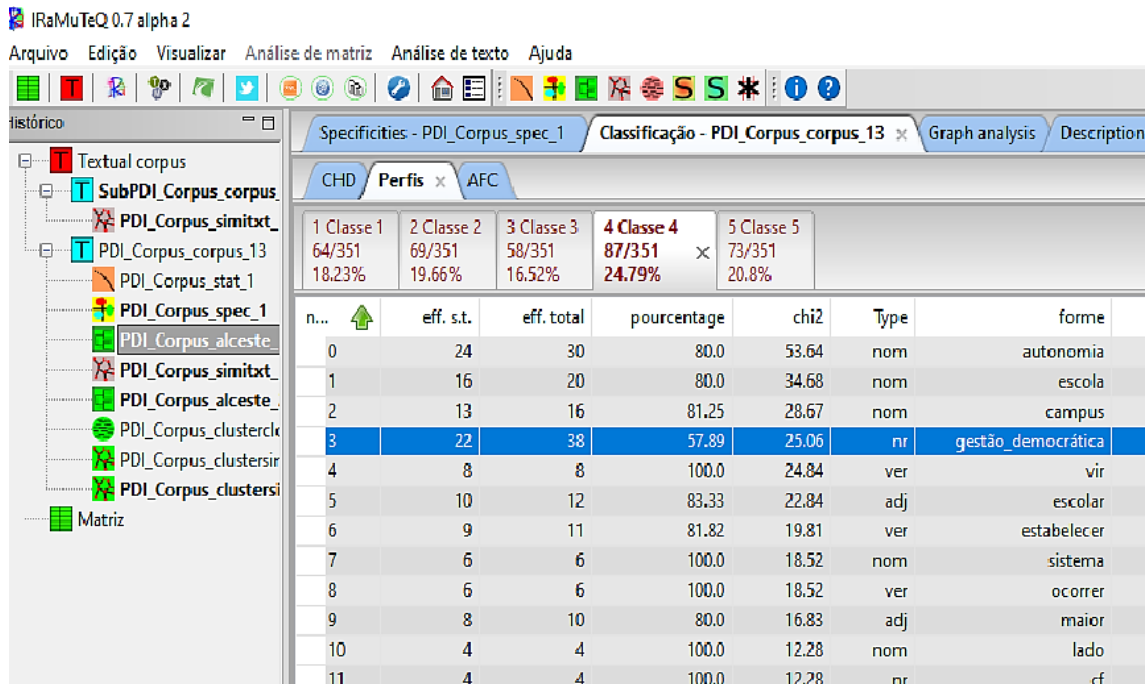 IRaMuTeQ 0.7 alpha 2
Arquivo Edição Visualizar Análise de matriz Análise de texto Ajuda
Histórico
Textual corpus
SubPDI_Corpus_corpus_
PDI_Corpus_simitxt_
PDI_Corpus_corpus_13
PDI_Corpus_stat_1
PDI_Corpus_spec_1
PDI_Corpus_alceste_
PDI_Corpus_simitxt_
PDI_Corpus_alceste_
PDI_Corpus_clustercl
PDI_Corpus_clustersir
PDI_Corpus_clustersi
Matriz
Specificities - PDI_Corpus_spec_1 Classificação - PDI_Corpus_corpus_13 Graph analysis Description
CHD Perfis AFC
1 Classe 1 2 Classe 2 3 Classe 3 4 Classe 4 5 Classe 5
64/351 69/351 58/351 87/351 73/351
18.23% 19.66% 16.52% 24.79% 20.8%
n... eff. s.t. eff. total pourcentage chi2 Type forme
0 24 30 80.0 53.64 nom autonomia
1 16 20 80.0 34.68 nom escola
2 13 16 81.25 28.67 nom campus
3 22 38 57.89 25.06 nr gestão_democrática
4 8 8 100.0 24.84 ver vir
5 10 12 83.33 22.84 adj escolar
6 9 11 81.82 19.81 ver estabelecer
7 6 6 100.0 18.52 nom sistema
8 6 6 100.0 18.52 ver ocorrer
9 8 10 80.0 16.83 adj maior
10 4 4 100.0 12.28 nom lado
11 4 4 100.0 12.28 nr cf